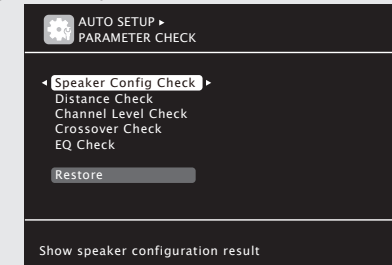 AUTO SETUP ▸
PARAMETER CHECK
◂ Speaker Config Check ▸
Distance Check
Channel Level Check
Crossover Check
EQ Check
Restore
Show speaker configuration result